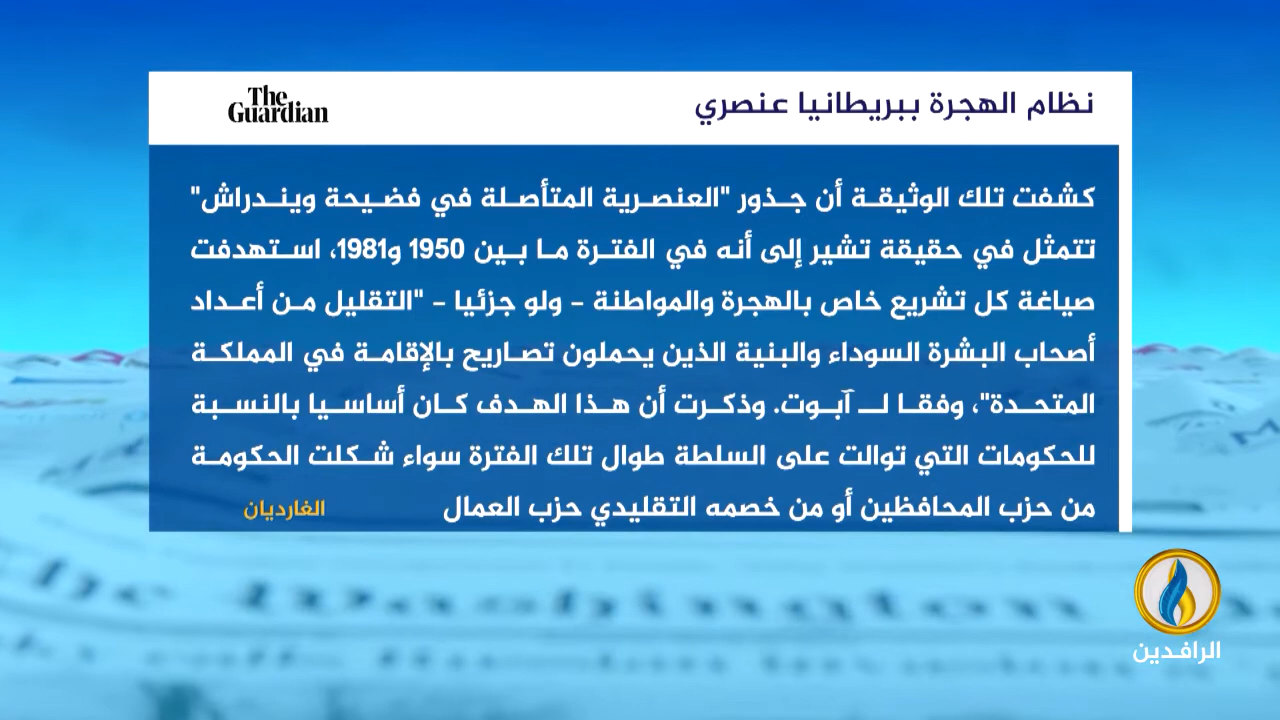 The
Guardian
نظام الهجرة ببريطانيا عنصري
كشفت تلك الوثيقة أن جذور "العنصرية المتأصلة في فضيحة ويندراش"
تتمثل في حقيقة تشير إلى أنه في الفترة ما بين 1950 و1981، استهدفت
صياغة كل تشريع خاص بالهجرة والمواطنة - ولو جزئيا - "التقليل من أعداد
أصحاب البشرة السوداء والبنية الذين يحملون تصاريح بالإقامة في المملكة
المتحدة"، وفقا لـ آبوت. وذكرت أن هذا الهدف كان أساسيا بالنسبة
للحكومات التي توالت على السلطة طوال تلك الفترة سواء شكلت الحكومة
من حزب المحافظين أو من خصمه التقليدي حزب العمال
الغارديان
الرافدين